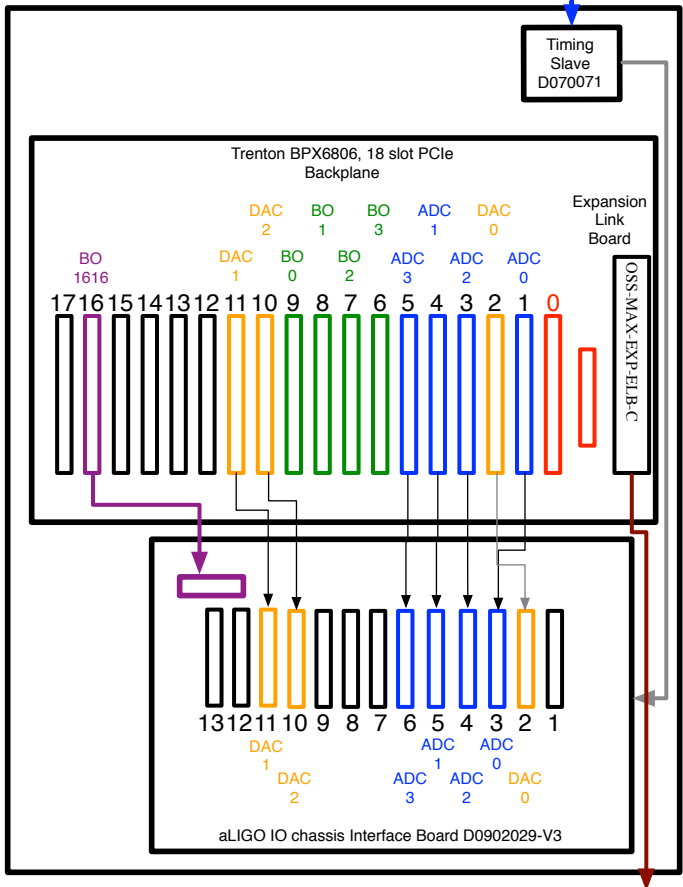 Timing
Slave
D070071
Trenton BPX6806, 18 slot PCIe
Backplane
Expansion
Link
Board
DAC
2
BO
1
BO
3
ADC
1
DAC
0
BO
1616
DAC
1
BO
0
BO
2
ADC
3
ADC
2
ADC
0
17 16 15 14 13 12 11 10 9 8 7 6 5 4 3 2 1 0
OSS-MAX-EXP-ELB-C
13 12 11 10 9 8 7 6 5 4 3 2 1
DAC
1
ADC
1
ADC
0
DAC
2
ADC
3
ADC
2
DAC
0
aLIGO IO chassis Interface Board D0902029-V3